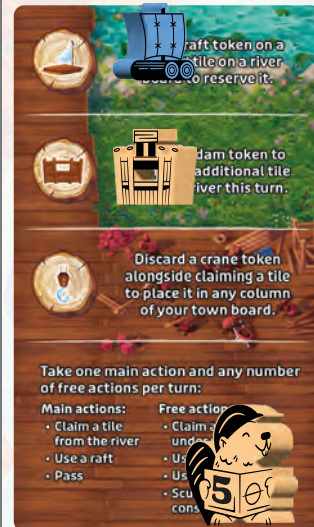 raft token on a
tile on a river
to reserve it.
dam token to
additional tile
river this turn.
Discard a crane token
alongside claiming a tile
to place it in any column
of your town board.
Take one main action and any number
of free actions per turn:
Main actions:
• Claim a tile
from the river
• Use a raft
• Pass
Free action
• Claim a
• Us
• Us
5